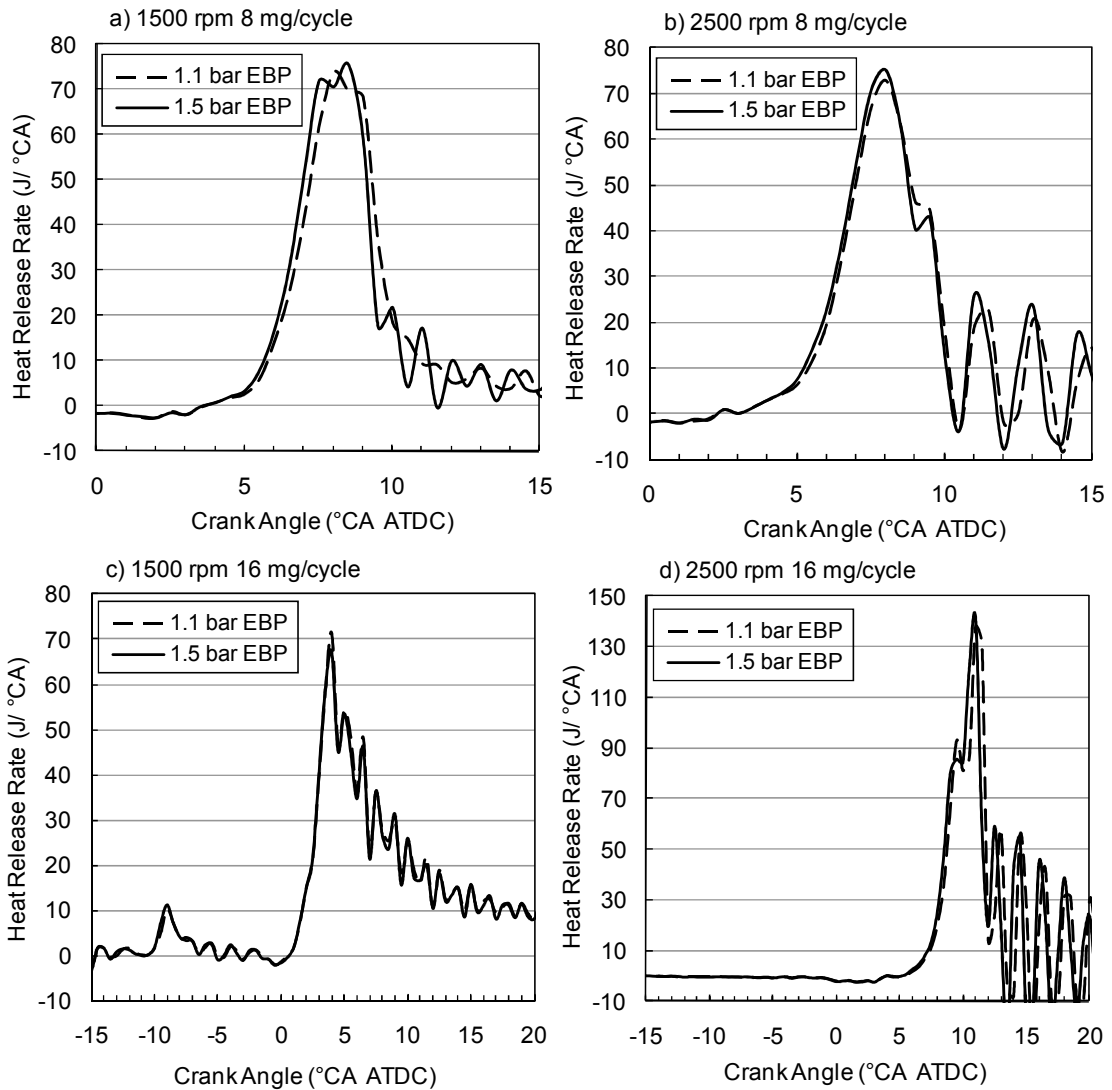 a) 1500 rpm 8 mg/cycle
80
70
60
50
40
30
20
10
0
-10
Heat Release Rate (J/ °CA)
1.1 bar EBP
1.5 bar EBP
0 5 10 15
Crank Angle (°CA ATDC)
b) 2500 rpm 8 mg/cycle
80
70
60
50
40
30
20
10
0
-10
Heat Release Rate (J/ °CA)
1.1 bar EBP
1.5 bar EBP
0 5 10 15
Crank Angle (°CA ATDC)
c) 1500 rpm 16 mg/cycle
80
70
60
50
40
30
20
10
0
-10
Heat Release Rate (J/ °CA)
1.1 bar EBP
1.5 bar EBP
-15 -10 -5 0 5 10 15 20
Crank Angle (°CA ATDC)
d) 2500 rpm 16 mg/cycle
150
130
110
90
70
50
30
10
-10
Heat Release Rate (J/ °CA)
1.1 bar EBP
1.5 bar EBP
-15 -10 -5 0 5 10 15 20
Crank Angle (°CA ATDC)